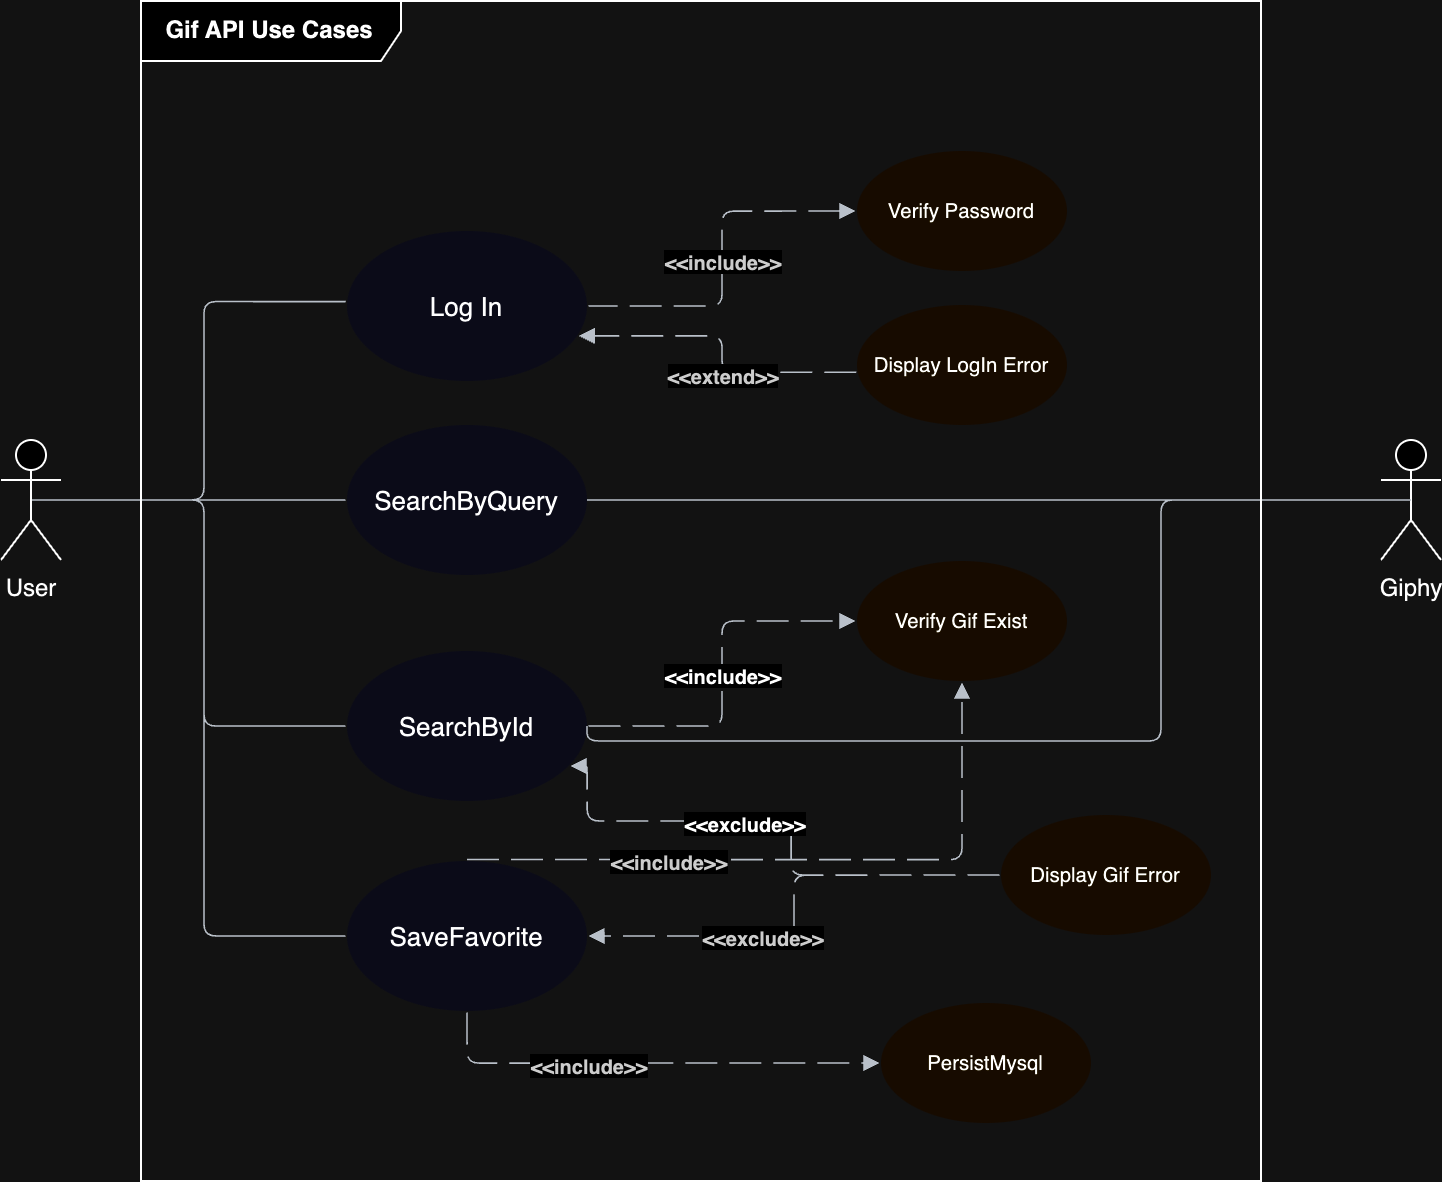 Gif API Use Cases
Verify Password
<<include>>
Log In
Display LogIn Error
<<extend>>
SearchByQuery
User
Giphy
Verify Gif Exist
<<include>>
SearchById
<<exclude>>
<<include>>
Display Gif Error
SaveFavorite
<<exclude>>
PersistMysql
<<include>>